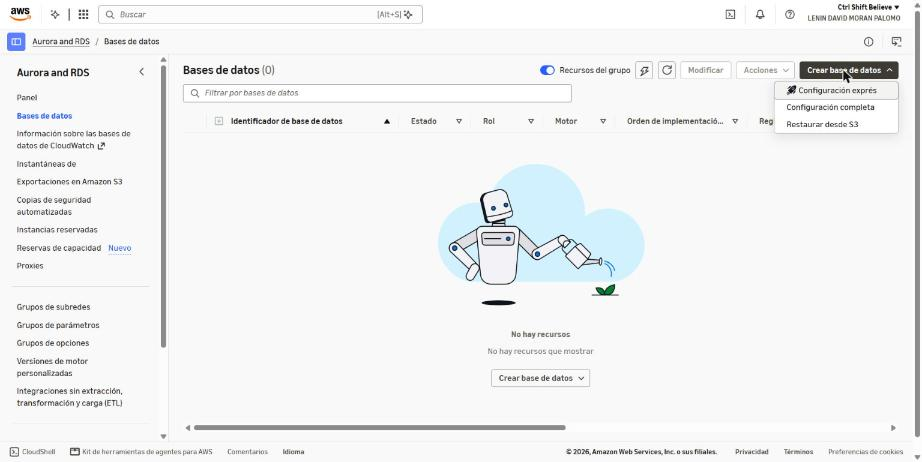 aws
Buscar
[Alt+S]
Ctrl Shift Believe
LENIN DAVID MORAN PALOMO
Aurora and RDS / Bases de datos
Aurora and RDS
Panel
Bases de datos
Información sobre las bases
de datos de CloudWatch
Instantáneas de
Exportaciones en Amazon S3
Copias de seguridad
automatizadas
Instancias reservadas
Reservas de capacidad Nuevo
Proxies
Grupos de subredes
Grupos de parámetros
Grupos de opciones
Versiones de motor
personalizadas
Integraciones sin extracción,
transformación y carga (ETL)
Bases de datos (0)
Recursos del grupo
Modificar
Acciones
Crear base de datos
Configuración exprés
Configuración completa
Restaurar desde S3
Filtrar por bases de datos
Identificador de base de datos
Estado
Rol
Motor
Orden de implementació...
Reg
No hay recursos
No hay recursos que mostrar
Crear base de datos
CloudShell
Kit de herramientas de agentes para AWS
Comentarios
Idioma
© 2026, Amazon Web Services, Inc. o sus filiales.
Privacidad
Términos
Preferencias de cookies